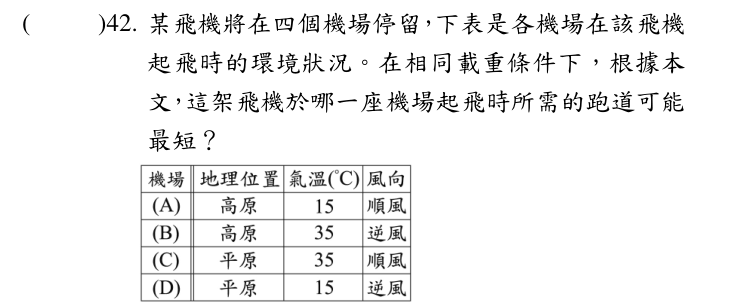 (　　)42. 某飛機將在四個機場停留，下表是各機場在該飛機
起飛時的環境狀況。在相同載重條件下，根據本
文，這架飛機於哪一座機場起飛時所需的跑道可能
最短？
機場 地理位置 氣溫(°C) 風向
(A) 高原 15 順風
(B) 高原 35 逆風
(C) 平原 35 順風
(D) 平原 15 逆風